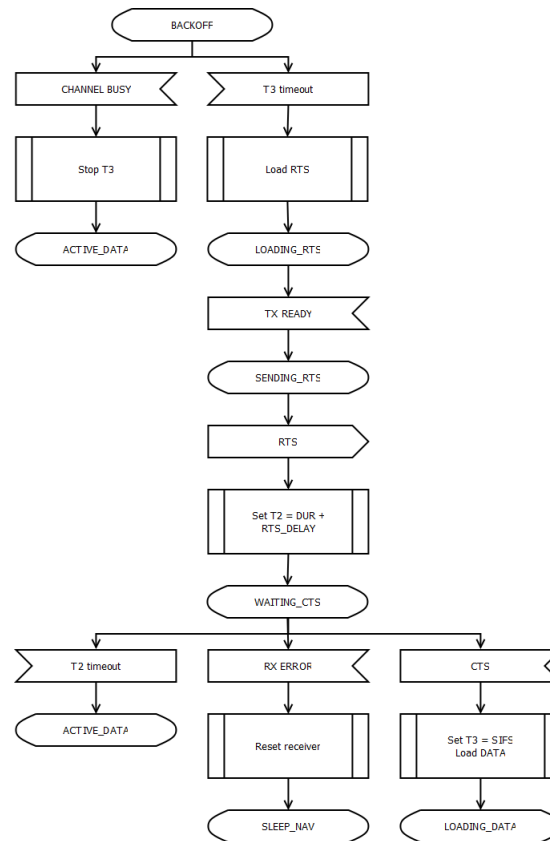 BACKOFF
CHANNEL BUSY
T3 timeout
Stop T3
Load RTS
ACTIVE_DATA
LOADING_RTS
TX READY
SENDING_RTS
RTS
Set T2 = DUR +
RTS_DELAY
WAITING_CTS
T2 timeout
RX ERROR
CTS
ACTIVE_DATA
Reset receiver
Set T3 = SIFS
Load DATA
SLEEP_NAV
LOADING_DATA